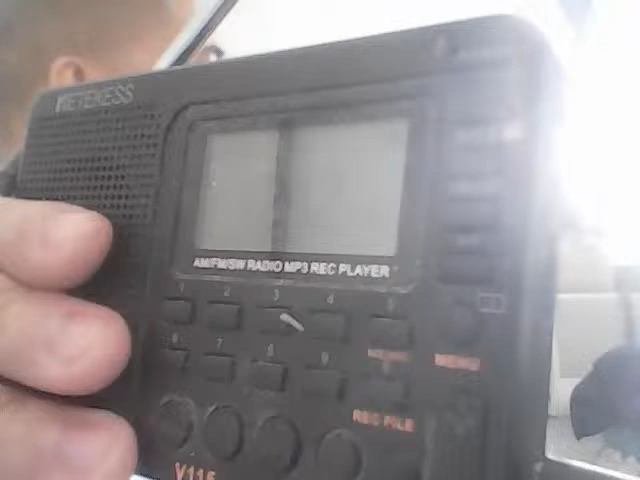 RETEKESS
AM/FM/SW RADIO MP3 REC PLAYER
1 2 3 4 5
6 7 8 9
REC FILE
V115